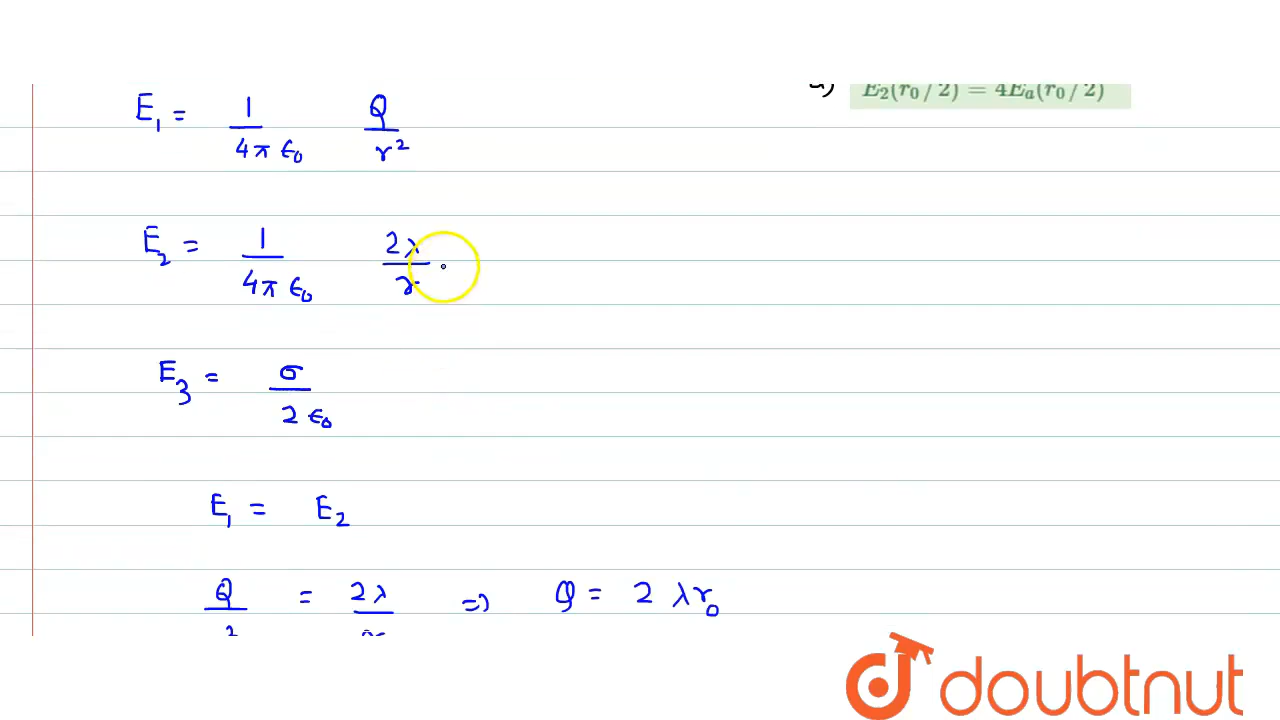 E₁ = 1/4π ϵ₀ Q/r²
d) E₂(r₀/2) = 4Eₐ(r₀/2)
E₂ = 1/4π ϵ₀ 2λ/r
E₃ = σ/2 ϵ₀
E₁ = E₂
Q/2 = 2λ/r => Q = 2 λr₀
doubtnut